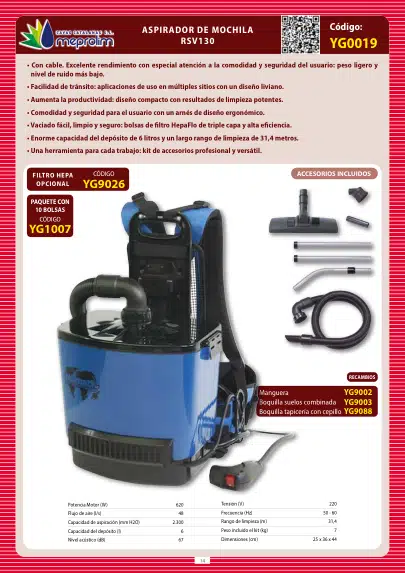 CAYRE CATALANAS S.L.
meprolim
ASPIRADOR DE MOCHILA
RSV130
Código:
YG0019
• Con cable. Excelente rendimiento con especial atención a la comodidad y seguridad del usuario: peso ligero y
nivel de ruido más bajo.
• Facilidad de tránsito: aplicaciones de uso en múltiples sitios con un diseño liviano.
• Aumenta la productividad: diseño compacto con resultados de limpieza potentes.
• Comodidad y seguridad para el usuario con un arnés de diseño ergonómico.
• Vaciado fácil, limpio y seguro: bolsas de filtro HepaFlo de triple capa y alta eficiencia.
• Enorme capacidad del depósito de 6 litros y un largo rango de limpieza de 31,4 metros.
• Una herramienta para cada trabajo: kit de accesorios profesional y versátil.
FILTRO HEPA
OPCIONAL
CÓDIGO
YG9026
PAQUETE CON
10 BOLSAS
CÓDIGO
YG1007
ACCESORIOS INCLUIDOS
RECAMBIOS
Manguera YG9002
Boquilla suelos combinada YG9003
Boquilla tapicería con cepillo YG9088
Potencia Motor (W) 620
Flujo de aire (l/s) 48
Capacidad de aspiración (mm H2O) 2.300
Capacidad del depósito (l) 6
Nivel acústico (dB) 67
Tensión (V) 220
Frecuencia (Hz) 50 - 60
Rango de limpieza (m) 31,4
Peso incluido el kit (kg) 7
Dimensiones (cm) 25 x 36 x 44